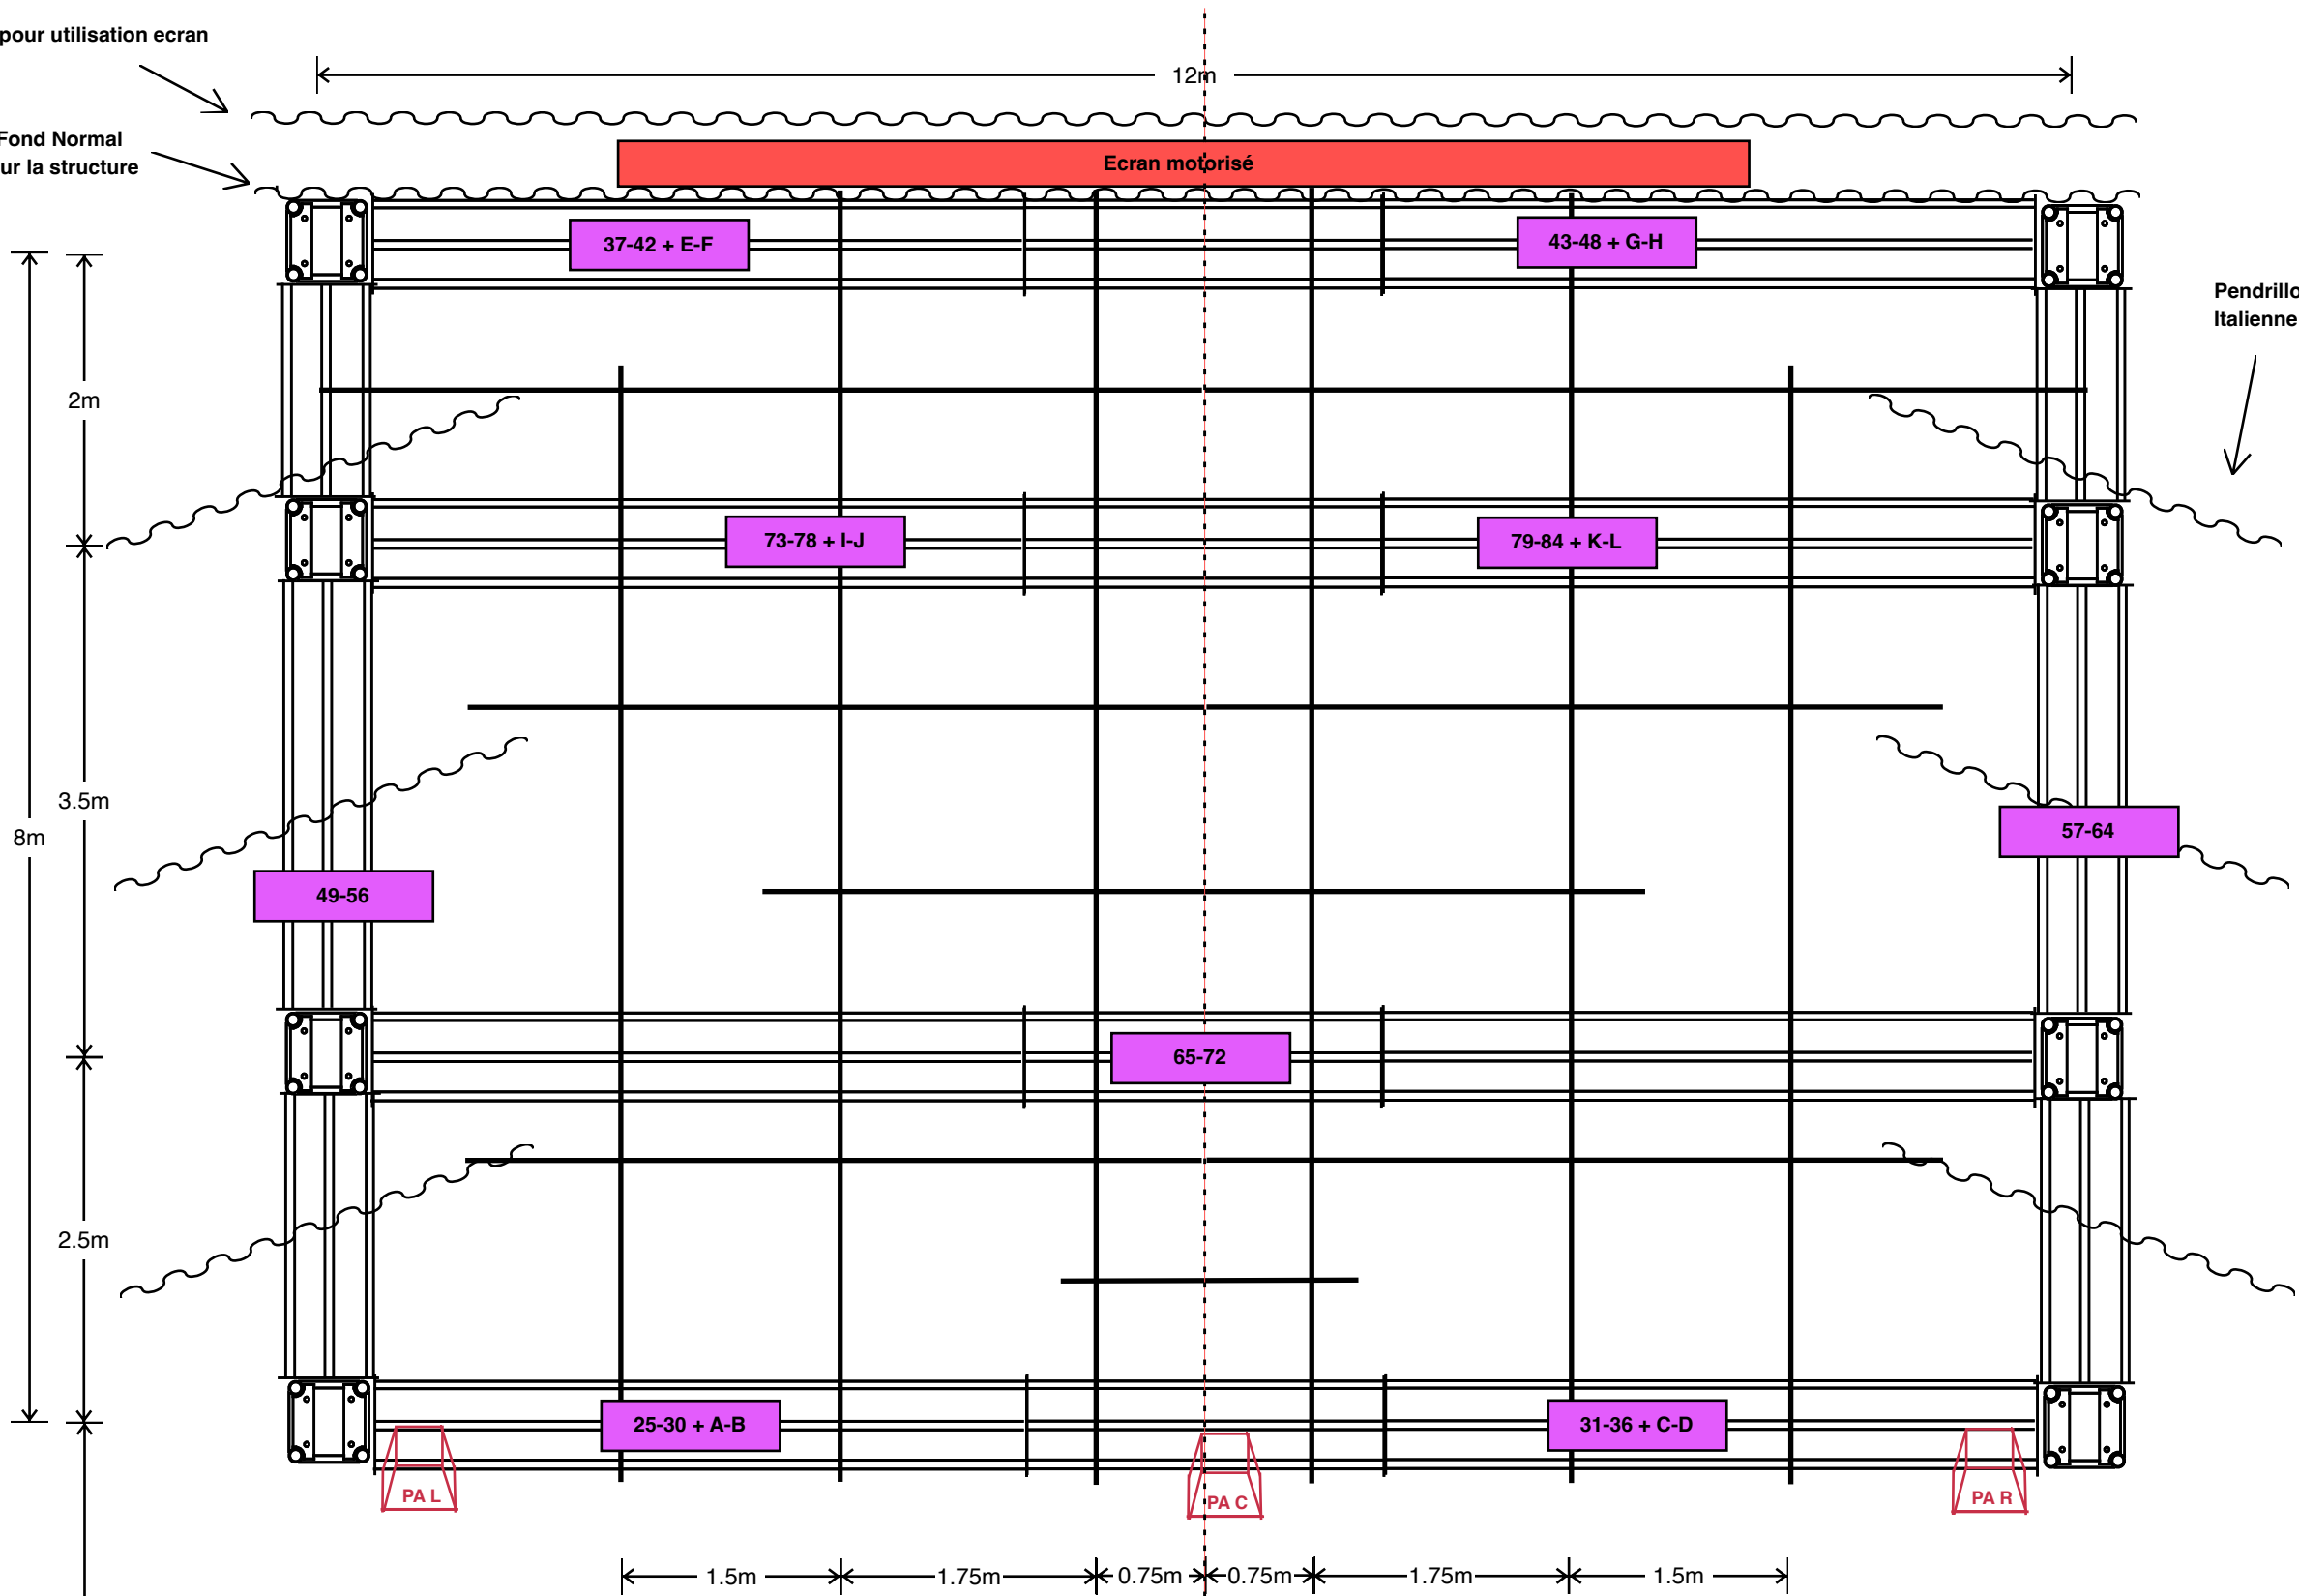 pour utilisation ecran
12m
Fond Normal
ur la structure
Ecran motorisé
37-42 + E-F
43-48 + G-H
Pendrillo
Italienne
2m
73-78 + I-J
79-84 + K-L
3.5m
8m
57-64
49-56
65-72
2.5m
25-30 + A-B
31-36 + C-D
PA L
PA C
PA R
1.5m
1.75m
0.75m
0.75m
1.75m
1.5m